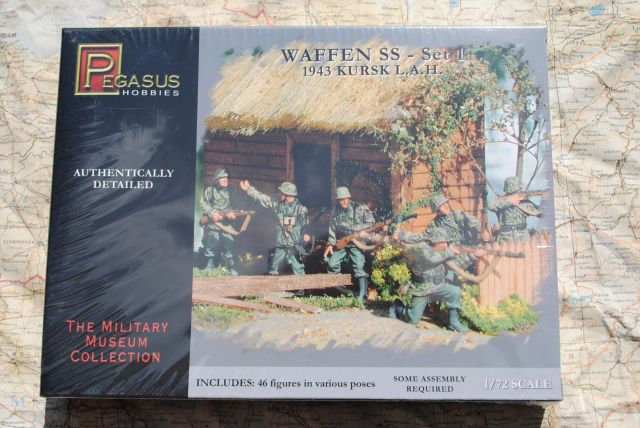 PEGASUS
HOBBIES
WAFFEN SS - Set 1
1943 KURSK L.A.H.
AUTHENTICALLY
DETAILED
THE MILITARY
MUSEUM
COLLECTION
INCLUDES: 46 figures in various poses
SOME ASSEMBLY
REQUIRED
1/72 SCALE